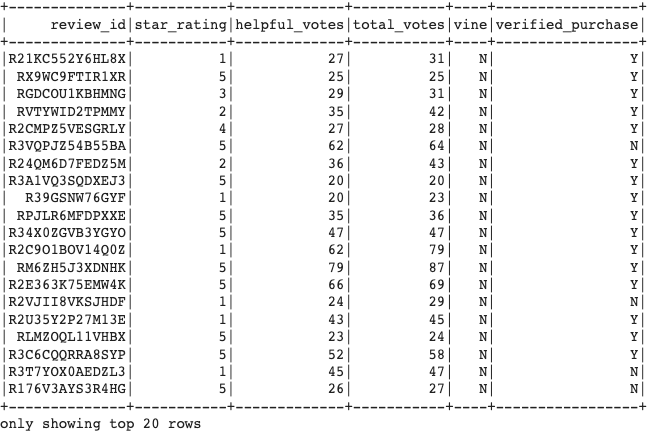 +--------------+-----------+-------------+-----------+----+-----------------+
|     review_id|star_rating|helpful_votes|total_votes|vine|verified_purchase|
+--------------+-----------+-------------+-----------+----+-----------------+
|R21KC552Y6HL8X|          1|           27|         31|   N|                Y|
| RX9WC9FTIR1XR|          5|           25|         25|   N|                Y|
| RGDCOU1KBHMNG|          3|           29|         31|   N|                Y|
| RVTYWID2TPMMY|          2|           35|         42|   N|                Y|
|R2CMPZ5VESGRLY|          4|           27|         28|   N|                Y|
|R3VQPJZ54B55BA|          5|           62|         64|   N|                N|
|R24QM6D7FEDZ5M|          2|           36|         43|   N|                Y|
|R3A1VQ3SQDXEJ3|          5|           20|         20|   N|                Y|
| R39GSNW76GYF|          1|           20|         23|   N|                Y|
| RPJLR6MFDPXXE|          5|           35|         36|   N|                Y|
|R34X0ZGVB3YGYO|          5|           47|         47|   N|                Y|
|R2C9O1BOV14Q0Z|          1|           62|         79|   N|                Y|
| RM6ZH5J3XDNHK|          5|           79|         87|   N|                Y|
|R2E363K75EMW4K|          5|           66|         69|   N|                Y|
|R2VJII8VKSJHDF|          1|           24|         29|   N|                N|
|R2U35Y2P27M13E|          1|           43|         45|   N|                Y|
| RLMZOQL11VHBX|          5|           23|         24|   N|                Y|
|R3C6CQQRRA8SYP|          5|           52|         58|   N|                Y|
|R3T7YOX0AEDZL3|          1|           45|         47|   N|                N|
|R176V3AYS3R4HG|          5|           26|         27|   N|                N|
+--------------+-----------+-------------+-----------+----+-----------------+
only showing top 20 rows